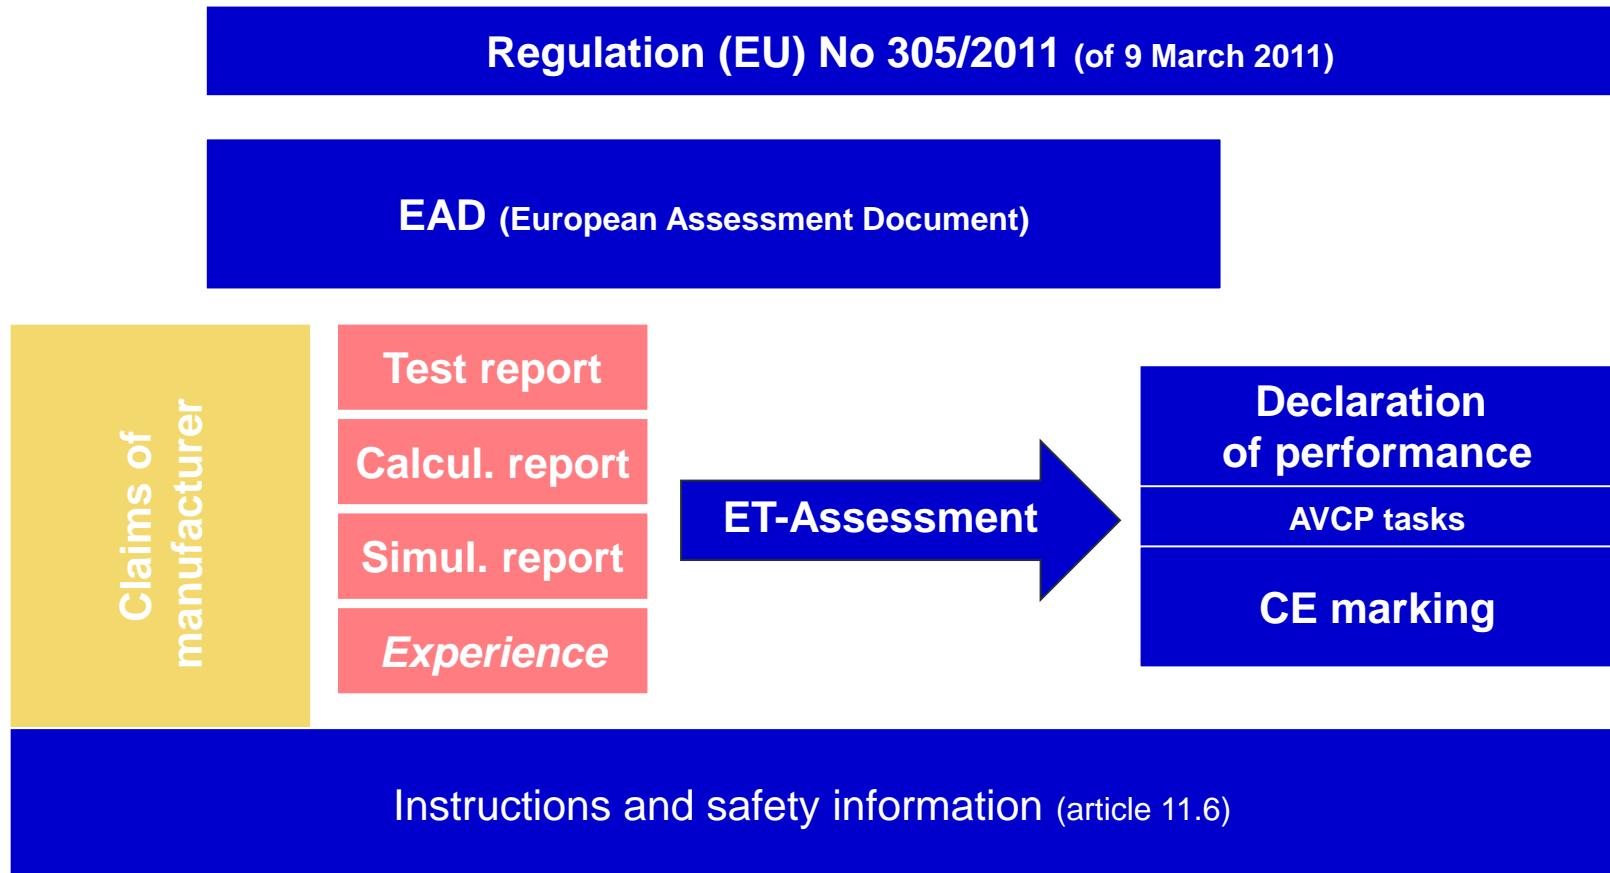 Regulation (EU) No 305/2011 (of 9 March 2011)
EAD (European Assessment Document)
Claims of
manufacturer
Test report
Calcul. report
Simul. report
Experience
ET-Assessment
Declaration
of performance
AVCP tasks
CE marking
Instructions and safety information (article 11.6)